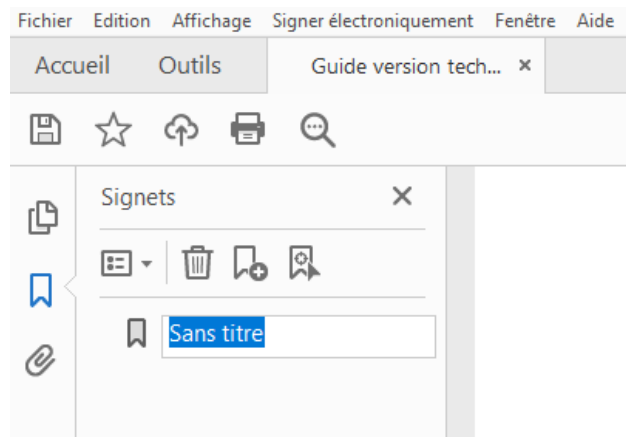 Fichier Edition Affichage Signer électroniquement Fenêtre Aide
Accueil Outils Guide version tech... ×
Signets
Sans titre